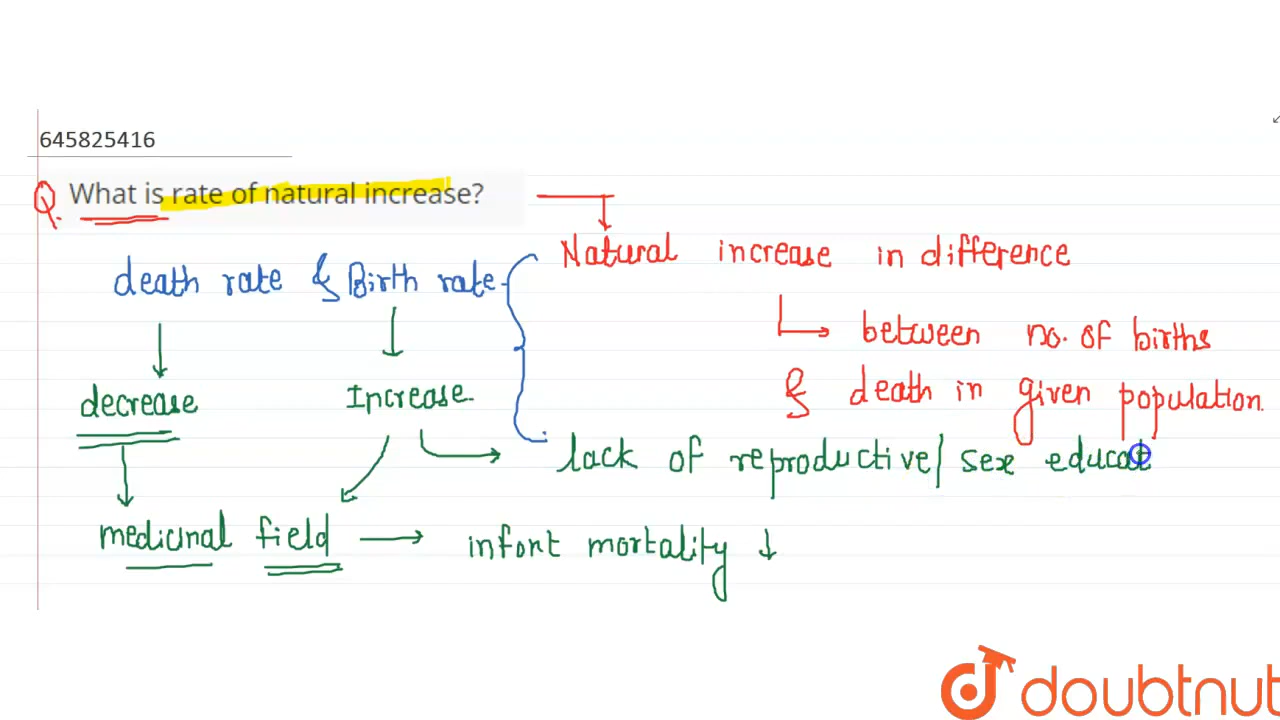 645825416
Q. What is rate of natural increase?
Natural increase in difference
between no. of births
& death in given population.
death rate & Birth rate
decrease
Increase
lack of reproductive/sex educat
medicinal field → infont mortality ↓
doubtnut